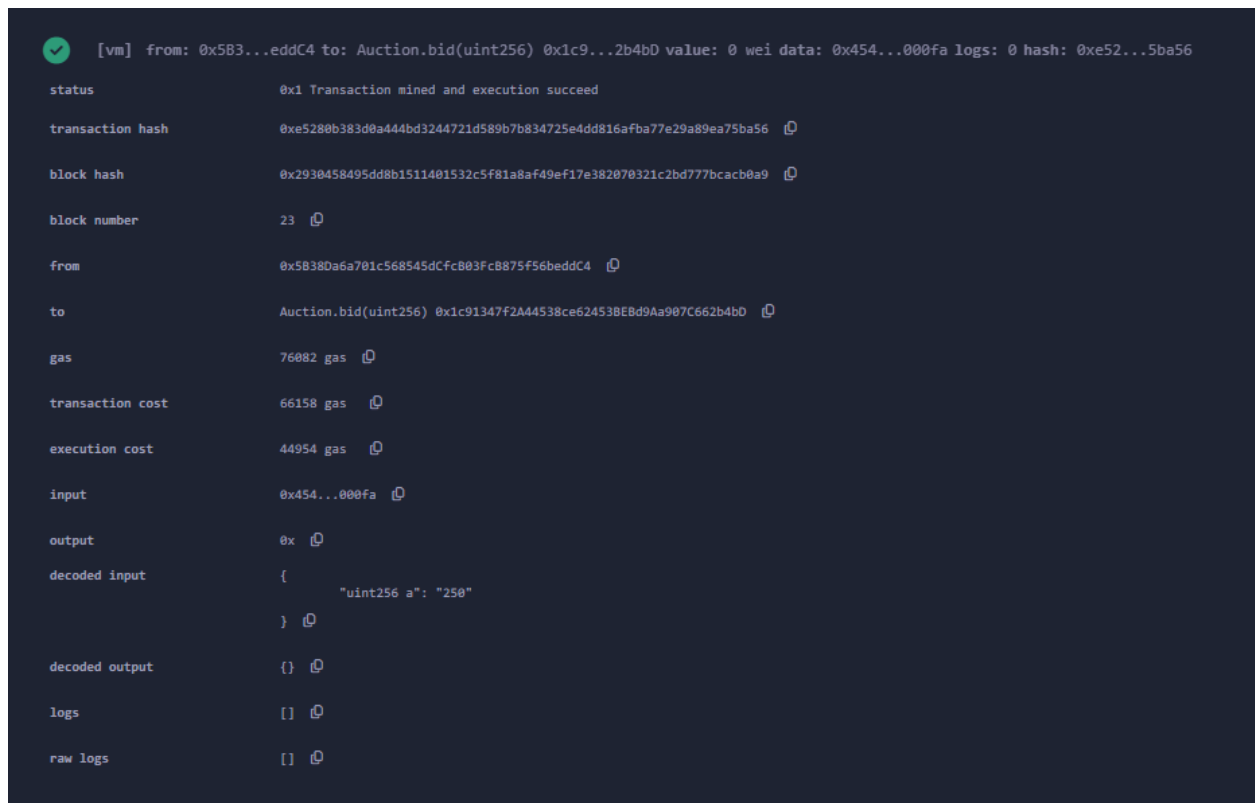 [vm] from: 0x5B3...eddC4 to: Auction.bid(uint256) 0x1c9...2b4bD value: 0 wei data: 0x454...000fa logs: 0 hash: 0xe52...5ba56
status 0x1 Transaction mined and execution succeed
transaction hash 0xe5280b383d0a444bd3244721d589b7b834725e4dd816afba77e29a89ea75ba56
block hash 0x2930458495dd8b1511401532c5f81a8af49ef17e382070321c2bd777bcacb0a9
block number 23
from 0x5B38Da6a701c568545dCfcB03FcB875f56beddC4
to Auction.bid(uint256) 0x1c91347f2A44538ce62453BEBd9Aa907C662b4bD
gas 76082 gas
transaction cost 66158 gas
execution cost 44954 gas
input 0x454...000fa
output 0x
decoded input {
"uint256 a": "250"
}
decoded output {}
logs []
raw logs []